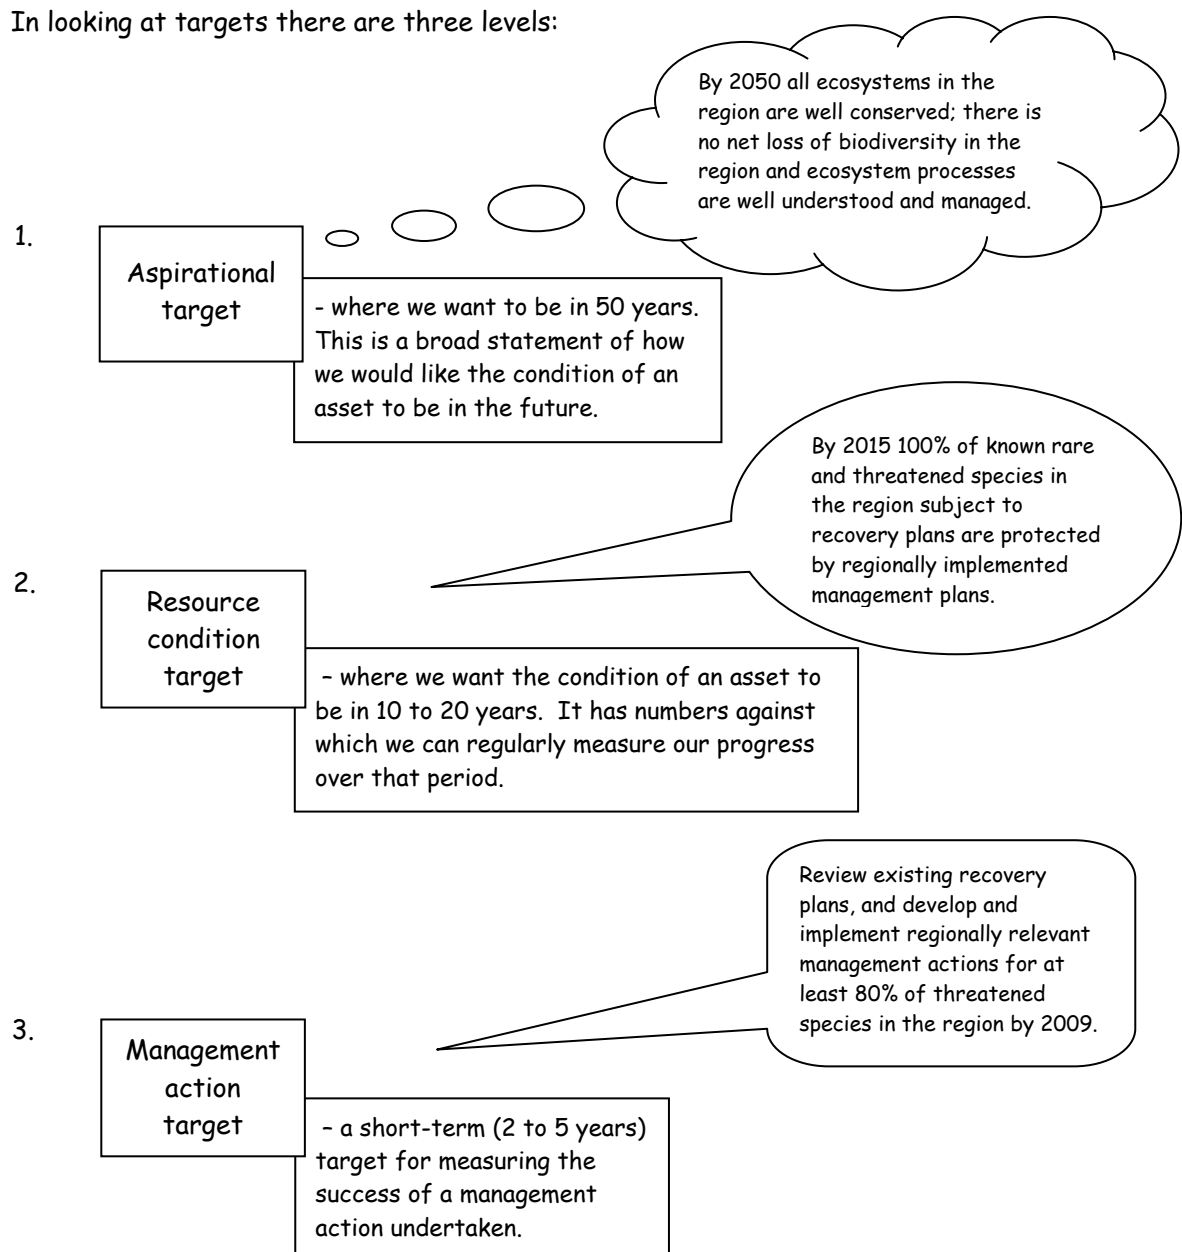 In looking at targets there are three levels:
By 2050 all ecosystems in the
region are well conserved; there is
no net loss of biodiversity in the
region and ecosystem processes
are well understood and managed.
1.
Aspirational
target
- where we want to be in 50 years.
This is a broad statement of how
we would like the condition of an
asset to be in the future.
By 2015 100% of known rare
and threatened species in
the region subject to
recovery plans are protected
by regionally implemented
management plans.
2.
Resource
condition
target
– where we want the condition of an asset to
be in 10 to 20 years.  It has numbers against
which we can regularly measure our progress
over that period.
Review existing recovery
plans, and develop and
implement regionally relevant
management actions for at
least 80% of threatened
species in the region by 2009.
3.
Management
action
target
– a short-term (2 to 5 years)
target for measuring the
success of a management
action undertaken.